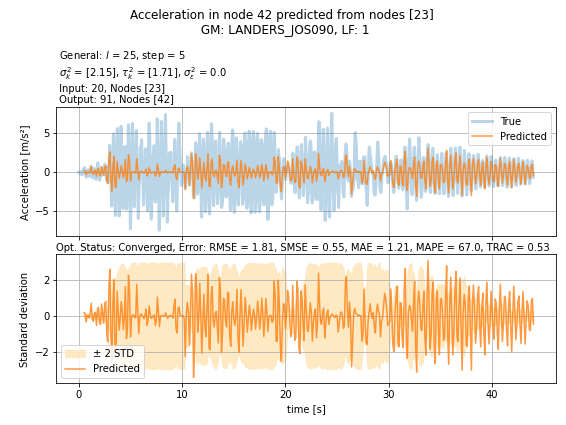 Acceleration in node 42 predicted from nodes [23]
GM: LANDERS_JOS090, LF: 1
General: l = 25, step = 5
σ²ₖ = [2.15], τ²ₖ = [1.71], σ²ε = 0.0
Input: 20, Nodes [23]
Output: 91, Nodes [42]
Acceleration [m/s²]
5
0
−5
True
Predicted
Opt. Status: Converged, Error: RMSE = 1.81, SMSE = 0.55, MAE = 1.21, MAPE = 67.0, TRAC = 0.53
Standard deviation
2
0
−2
± 2 STD
Predicted
0 10 20 30 40
time [s]